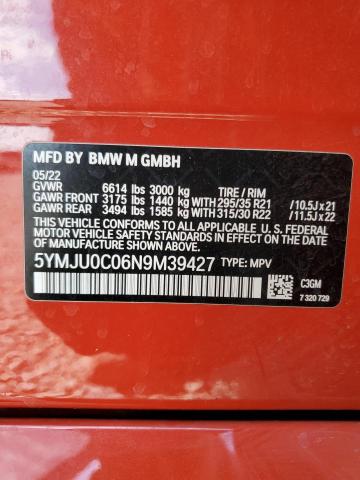 MFD BY BMW M GMBH
05/22
GVWR 6614 lbs 3000 kg TIRE / RIM
GAWR FRONT 3175 lbs 1440 kg WITH 295/35 R21 / 10.5J x 21
GAWR REAR 3494 lbs 1585 kg WITH 315/30 R22 / 11.5J x 22
THIS VEHICLE CONFORMS TO ALL APPLICABLE
U.S. FEDERAL MOTOR VEHICLE SAFETY STANDARDS
IN EFFECT ON THE DATE OF MANUFACTURE SHOWN ABOVE.
5YMJU0C06N9M39427 TYPE: MPV
C3GM
7 320 729